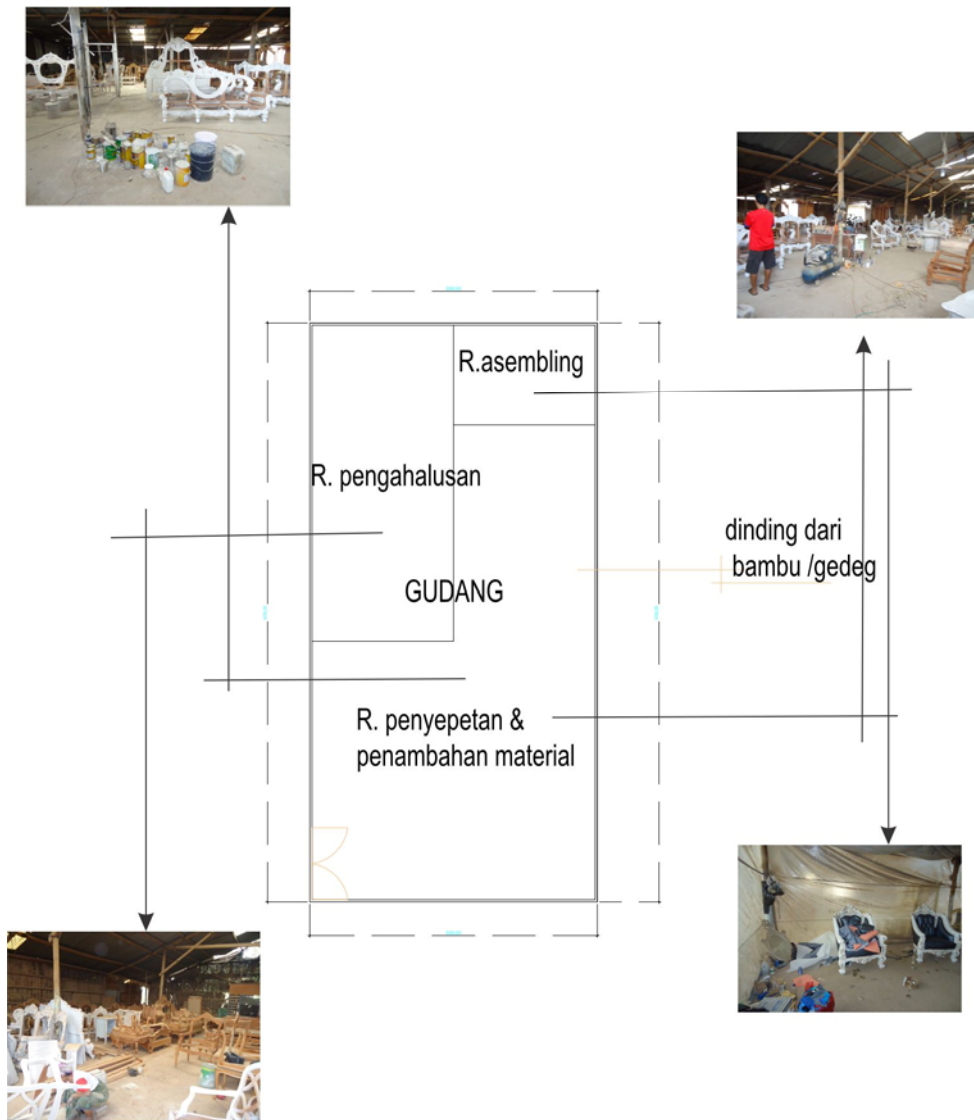 R.asembling
R. pengahalusan
dinding dari
bambu /gedeg
GUDANG
R. penyepetan &
penambahan material